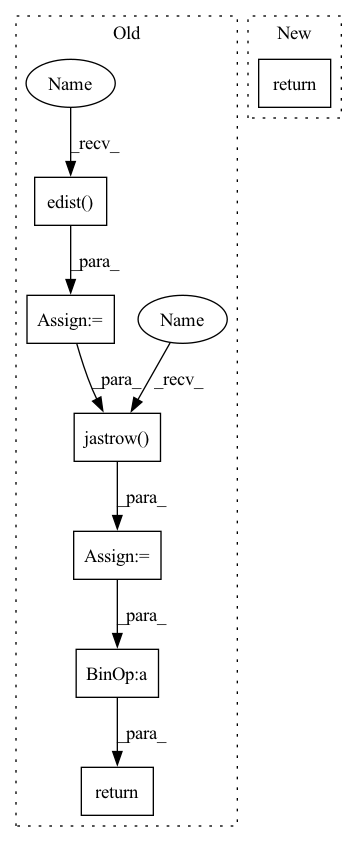 Old
New
Name
return
_recv_
edist()
_para_
Assign:=
Name
_para_
_recv_
jastrow()
_para_
Assign:=
_para_
BinOp:a
_para_
return